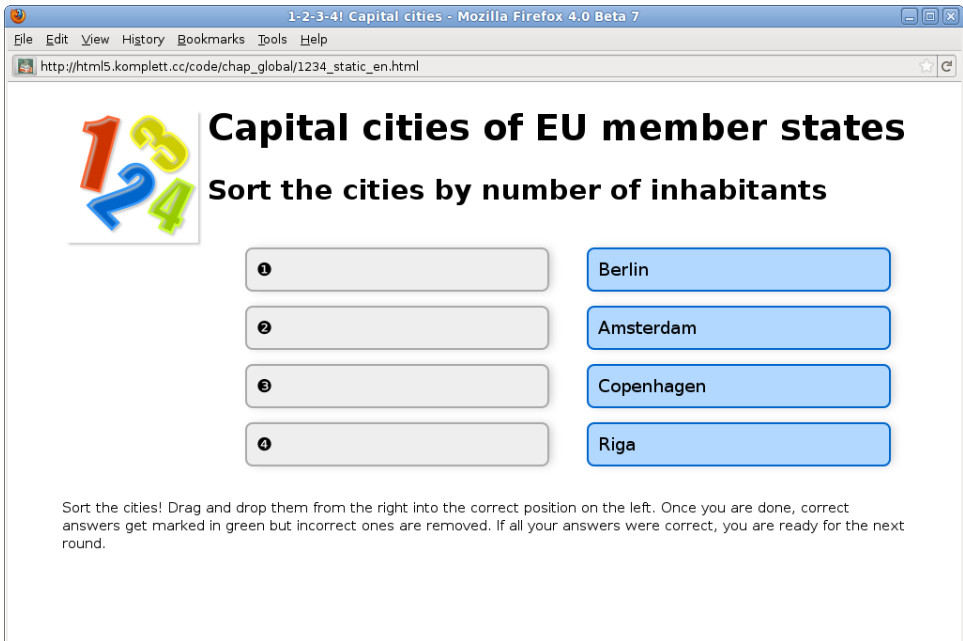 1-2-3-4! Capital cities - Mozilla Firefox 4.0 Beta 7
File Edit View History Bookmarks Tools Help
http://html5.komplett.cc/code/chap_global/1234_static_en.html
1 2 3 4
Capital cities of EU member states
Sort the cities by number of inhabitants
❶ Berlin
❷ Amsterdam
❸ Copenhagen
❹ Riga
Sort the cities! Drag and drop them from the right into the correct position on the left. Once you are done, correct
answers get marked in green but incorrect ones are removed. If all your answers were correct, you are ready for the next
round.